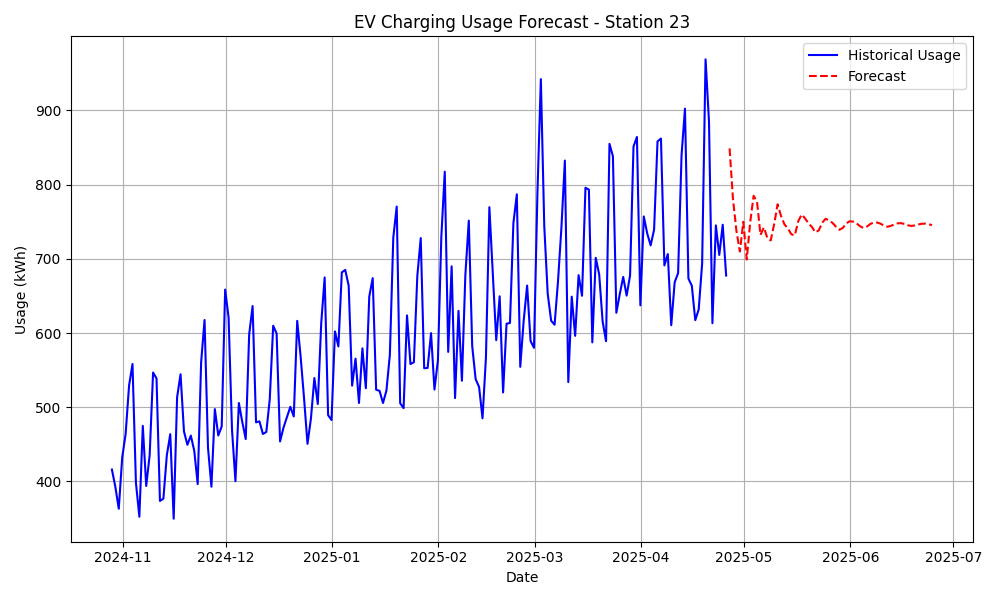 EV Charging Usage Forecast - Station 23
Historical Usage
Forecast
Usage (kWh)
900
800
700
600
500
400
2024-11 2024-12 2025-01 2025-02 2025-03 2025-04 2025-05 2025-06 2025-07
Date